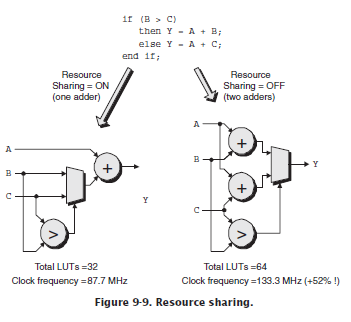 if (B > C)
then Y - A + B;
else Y - A + C;
end if;
Resource
Sharing = ON
(one adder)
Resource
Sharing = OFF
(two adders)
A
B
C
+
>
Y
A
B
C
+
+
>
Y
Total LUTs =32
Clock frequency =87.7 MHz
Total LUTs =64
Clock frequency =133.3 MHz (+52% !)
Figure 9-9. Resource sharing.